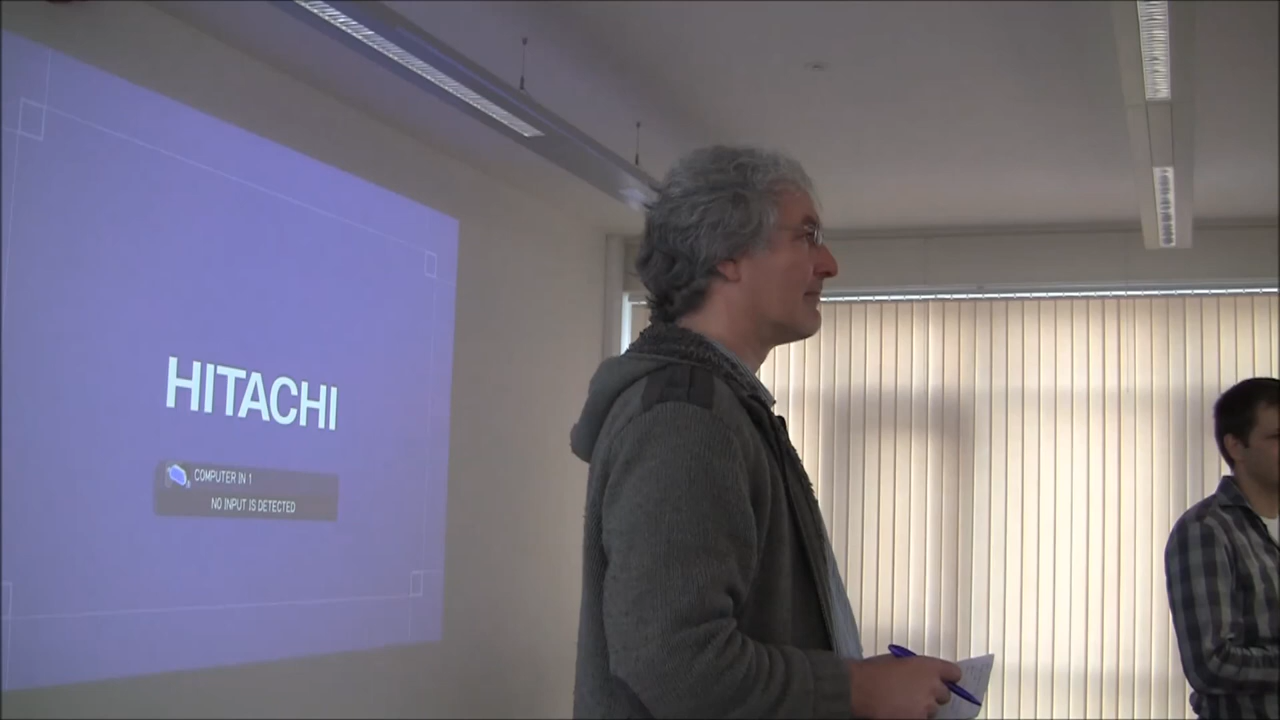 HITACHI
COMPUTER IN 1
NO INPUT IS DETECTED